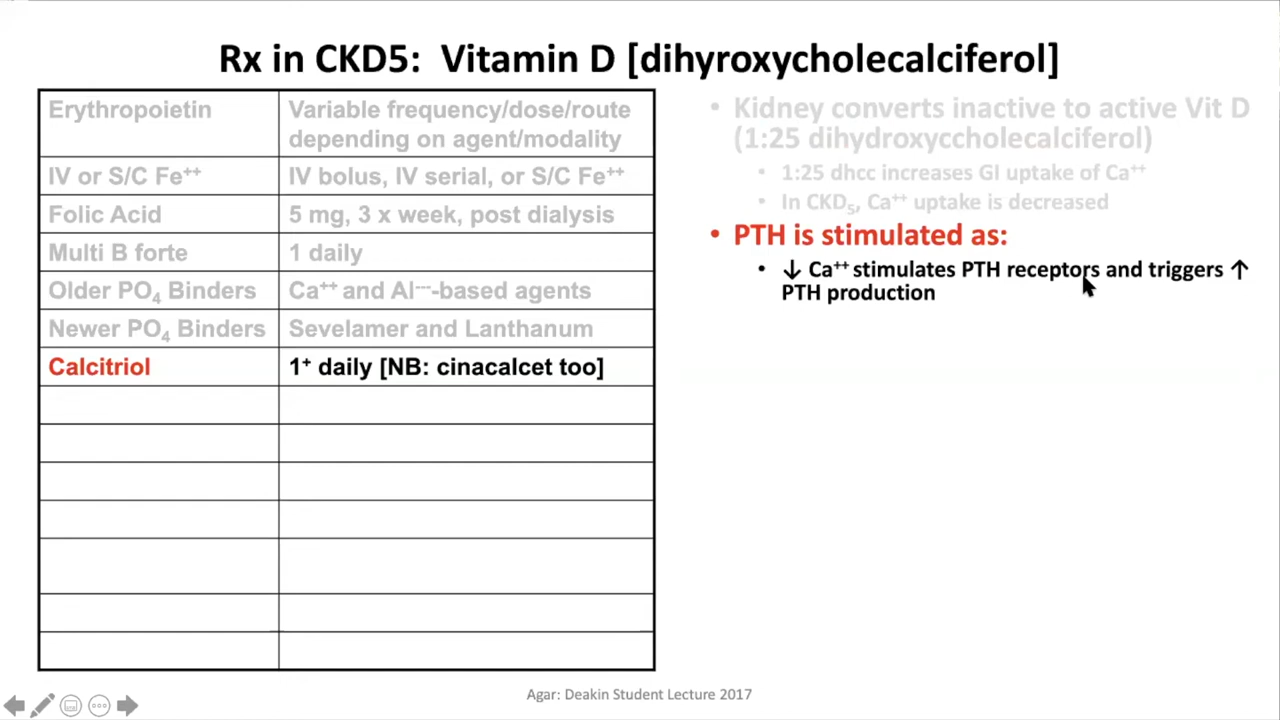 Rx in CKD5: Vitamin D [dihyroxycholecalciferol]
Erythropoietin
Variable frequency/dose/route
depending on agent/modality
IV or S/C Fe⁺⁺
IV bolus, IV serial, or S/C Fe⁺⁺
Folic Acid
5 mg, 3 x week, post dialysis
Multi B forte
1 daily
Older PO₄ Binders
Ca⁺⁺ and Al⁻⁻⁻-based agents
Newer PO₄ Binders
Sevelamer and Lanthanum
Calcitriol
1⁺ daily [NB: cinacalcet too]
• Kidney converts inactive to active Vit D
(1:25 dihydroxyccholecalciferol)
• 1:25 dhcc increases GI uptake of Ca⁺⁺
• In CKD₅, Ca⁺⁺ uptake is decreased
• PTH is stimulated as:
• ↓ Ca⁺⁺ stimulates PTH receptors and triggers ↑
PTH production
Agar: Deakin Student Lecture 2017